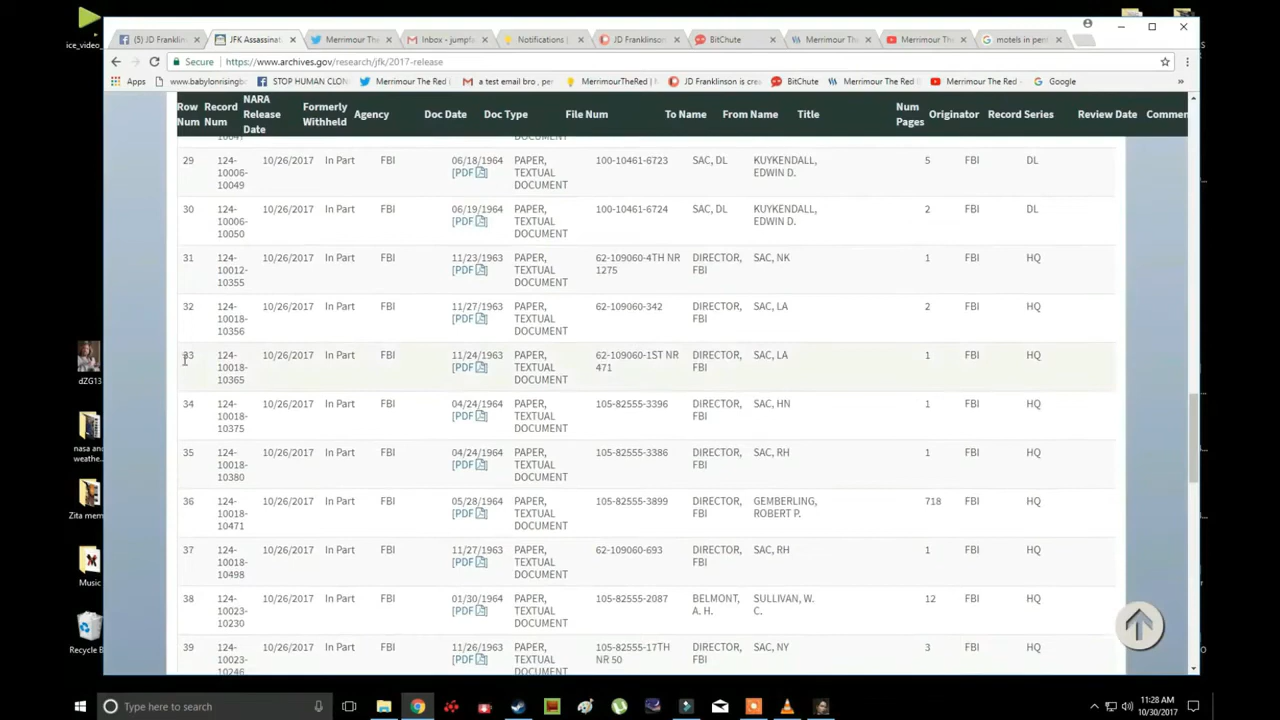 ice_video_
(5) JD Franklin
JFK Assassinat
Merrimour The
Inbox - jumpfa
Notifications |
JD Franklinson
BitChute
Merrimour The
Merrimour The
motels in pen
Secure https://www.archives.gov/research/jfk/2017-release
Apps www.babylonrisingbo STOP HUMAN CLON Merrimour The Red a test email bro , pe MerrimourTheRed | JD Franklinson is crea BitChute Merrimour The Red Merrimour The Red Google »
Row Num Record Num NARA Release Date Formerly Withheld Agency Doc Date Doc Type File Num To Name From Name Title Num Pages Originator Record Series Review Date Commen
29 124- 10/26/2017 In Part FBI 06/18/1964 PAPER, 100-10461-6723 SAC, DL KUYKENDALL, 5 FBI DL
10006- [PDF] TEXTUAL EDWIN D.
10049 DOCUMENT
30 124- 10/26/2017 In Part FBI 06/19/1964 PAPER, 100-10461-6724 SAC, DL KUYKENDALL, 2 FBI DL
10006- [PDF] TEXTUAL EDWIN D.
10050 DOCUMENT
31 124- 10/26/2017 In Part FBI 11/23/1963 PAPER, 62-109060-4TH NR DIRECTOR, SAC, NK 1 FBI HQ
10012- [PDF] TEXTUAL 1275 FBI
10355 DOCUMENT
32 124- 10/26/2017 In Part FBI 11/27/1963 PAPER, 62-109060-342 DIRECTOR, SAC, LA 2 FBI HQ
10018- [PDF] TEXTUAL FBI
10356 DOCUMENT
33 124- 10/26/2017 In Part FBI 11/24/1963 PAPER, 62-109060-1ST NR DIRECTOR, SAC, LA 1 FBI HQ
10018- [PDF] TEXTUAL 471 FBI
10365 DOCUMENT
34 124- 10/26/2017 In Part FBI 04/24/1964 PAPER, 105-82555-3396 DIRECTOR, SAC, HN 1 FBI HQ
10018- [PDF] TEXTUAL FBI
10375 DOCUMENT
35 124- 10/26/2017 In Part FBI 04/24/1964 PAPER, 105-82555-3386 DIRECTOR, SAC, RH 1 FBI HQ
10018- [PDF] TEXTUAL FBI
10380 DOCUMENT
36 124- 10/26/2017 In Part FBI 05/28/1964 PAPER, 105-82555-3899 DIRECTOR, GEMBERLING, 718 FBI HQ
10018- [PDF] TEXTUAL FBI ROBERT P.
10471 DOCUMENT
37 124- 10/26/2017 In Part FBI 11/27/1963 PAPER, 62-109060-693 DIRECTOR, SAC, RH 1 FBI HQ
10018- [PDF] TEXTUAL FBI
10498 DOCUMENT
38 124- 10/26/2017 In Part FBI 01/30/1964 PAPER, 105-82555-2087 BELMONT, SULLIVAN, W. 12 FBI HQ
10023- [PDF] TEXTUAL A. H. C.
10230 DOCUMENT
39 124- 10/26/2017 In Part FBI 11/26/1963 PAPER, 105-82555-17TH DIRECTOR, SAC, NY 3 FBI HQ
10023- [PDF] TEXTUAL NR 50 FBI
10246 DOCUMENT
dZG13
nasa and
weathe...
Zita mem
Music
Recycle B
Type here to search
11:28 AM
10/30/2017